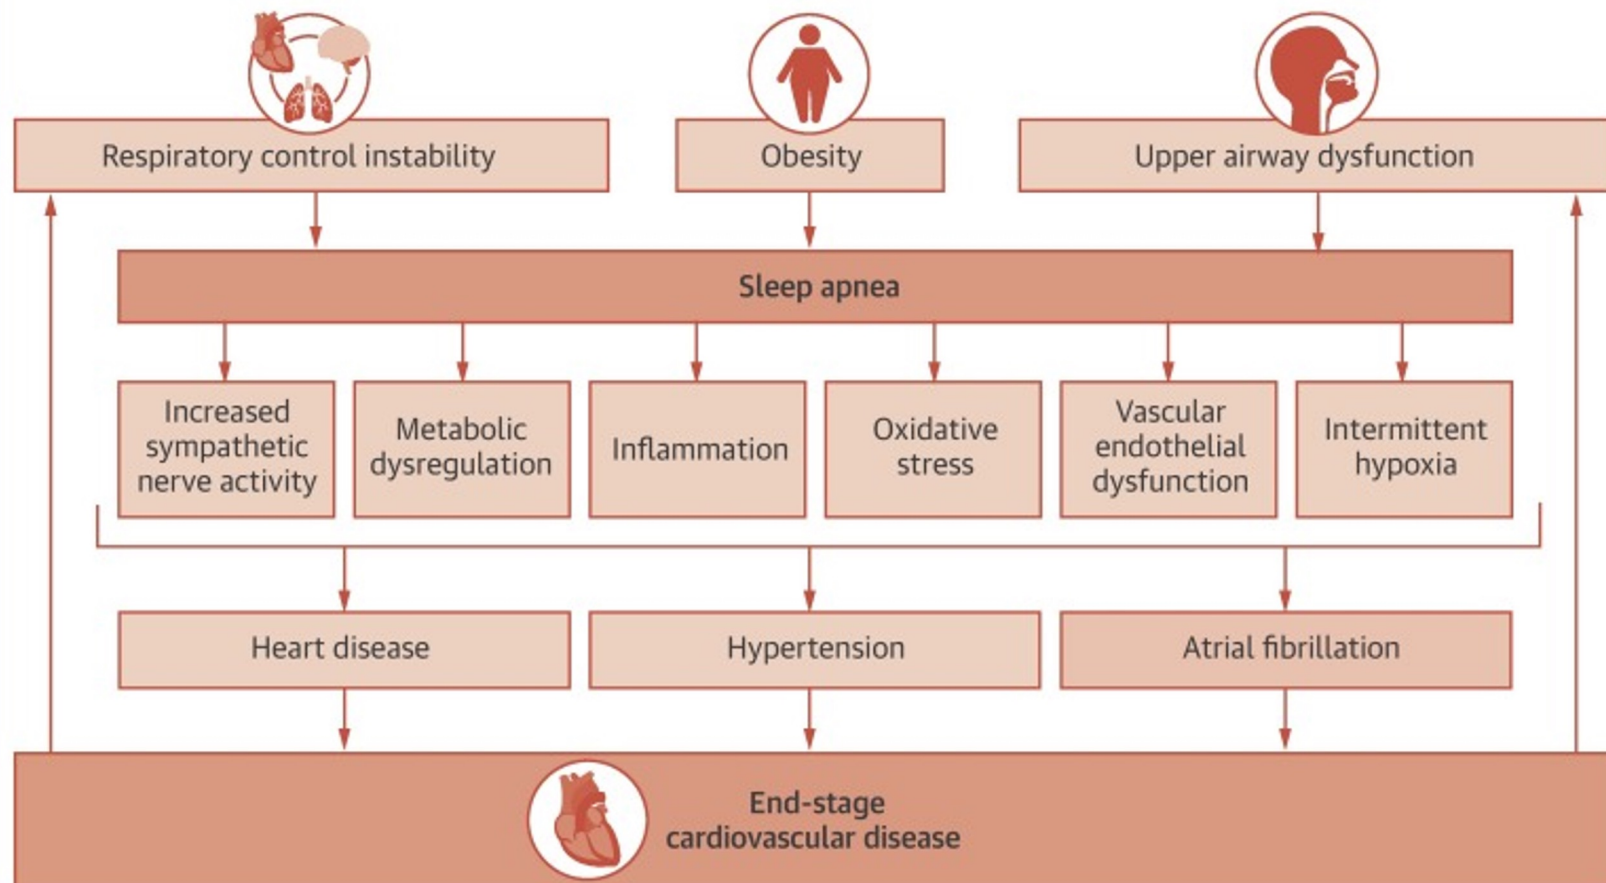 Respiratory control instability
Obesity
Upper airway dysfunction
Sleep apnea
Increased
sympathetic
nerve activity
Metabolic
dysregulation
Inflammation
Oxidative
stress
Vascular
endothelial
dysfunction
Intermittent
hypoxia
Heart disease
Hypertension
Atrial fibrillation
End-stage
cardiovascular disease